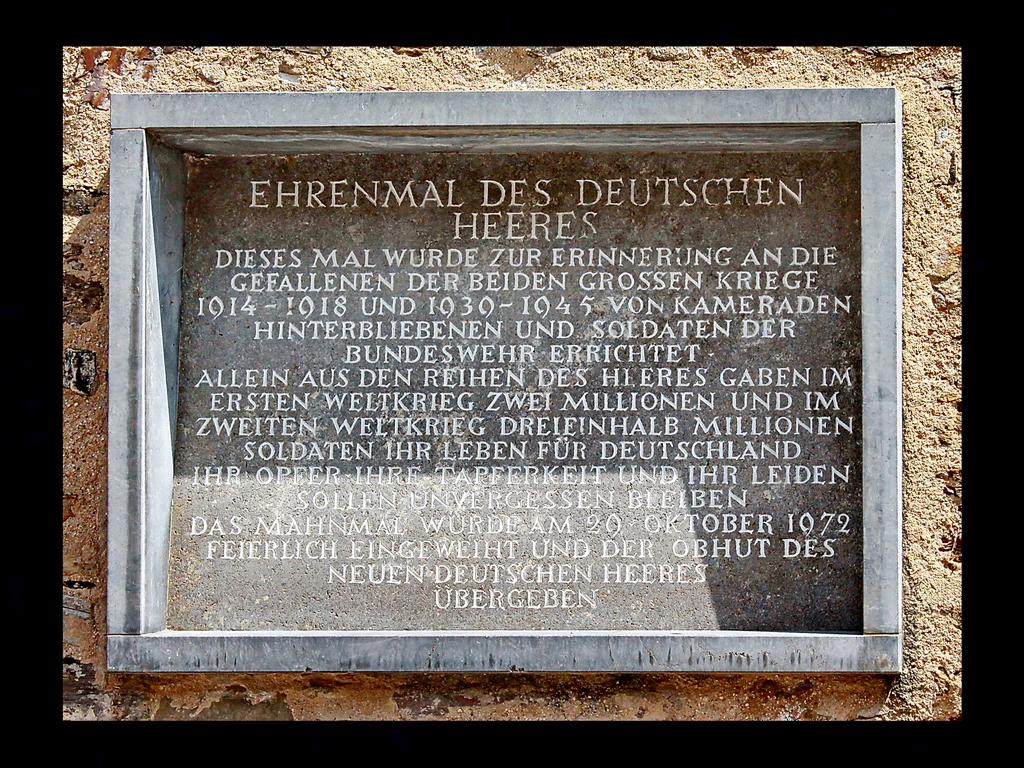 EHRENMAL DES DEUTSCHEN
HEERES
DIESES MAL WURDE ZUR ERINNERUNG AN DIE
GEFALLENEN DER BEIDEN GROSSEN KRIEGE
1914-1918 UND 1939-1945 VON KAMERADEN
HINTERBLIEBENEN UND SOLDATEN DER
BUNDESWEHR ERRICHTET·
ALLEIN AUS DEN REIHEN DES HEERES GABEN IM
ERSTEN WELTKRIEG ZWEI MILLIONEN UND IM
ZWEITEN WELTKRIEG DREIEINHALB MILLIONEN
SOLDATEN IHR LEBEN FÜR DEUTSCHLAND
IHR OPFER IHRE TAPFERKEIT UND IHR LEIDEN
SOLLEN UNVERGESSEN BLEIBEN
DAS MAHNMAL WURDE AM 29· OKTOBER 1972
FEIERLICH EINGEWEIHT UND DER OBHUT DES
NEUEN DEUTSCHEN HEERES
ÜBERGEBEN